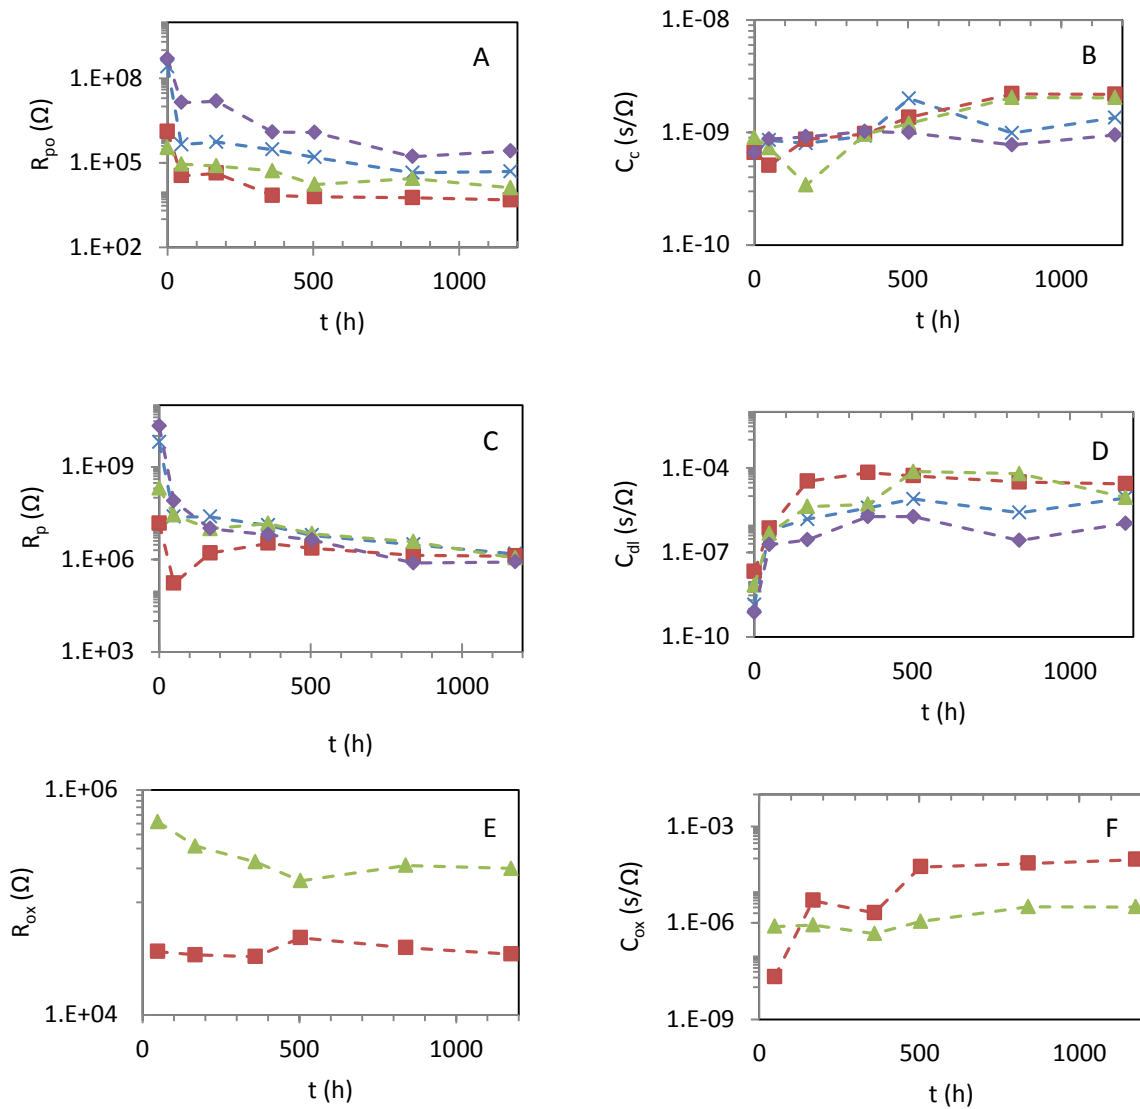 A
R_po (Ω)
1.E+08
1.E+05
1.E+02
0 500 1000
t (h)
B
C_c (s/Ω)
1.E-08
1.E-09
1.E-10
0 500 1000
t (h)
C
R_p (Ω)
1.E+09
1.E+06
1.E+03
0 500 1000
t (h)
D
C_dl (s/Ω)
1.E-04
1.E-07
1.E-10
0 500 1000
t (h)
E
R_ox (Ω)
1.E+06
1.E+04
0 500 1000
t (h)
F
C_ox (s/Ω)
1.E-03
1.E-06
1.E-09
0 500 1000
t (h)